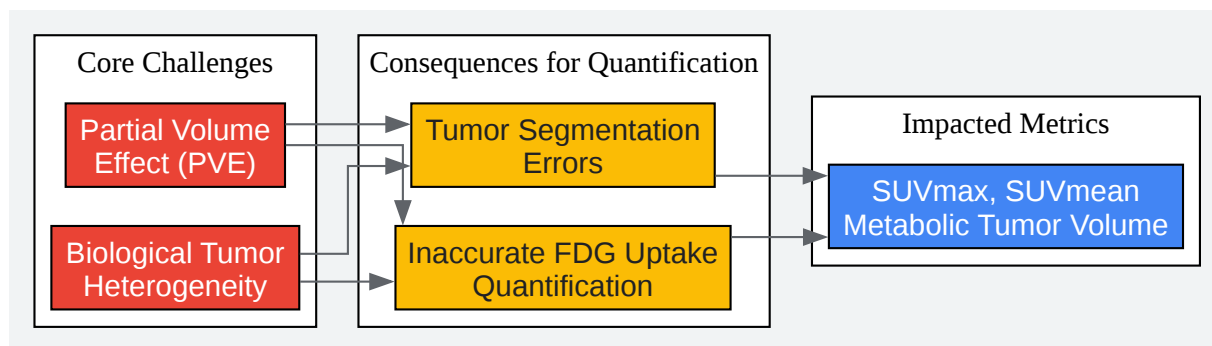 Core Challenges
Partial Volume
Effect (PVE)
Biological Tumor
Heterogeneity
Consequences for Quantification
Tumor Segmentation
Errors
Inaccurate FDG Uptake
Quantification
Impacted Metrics
SUVmax, SUVmean
Metabolic Tumor Volume